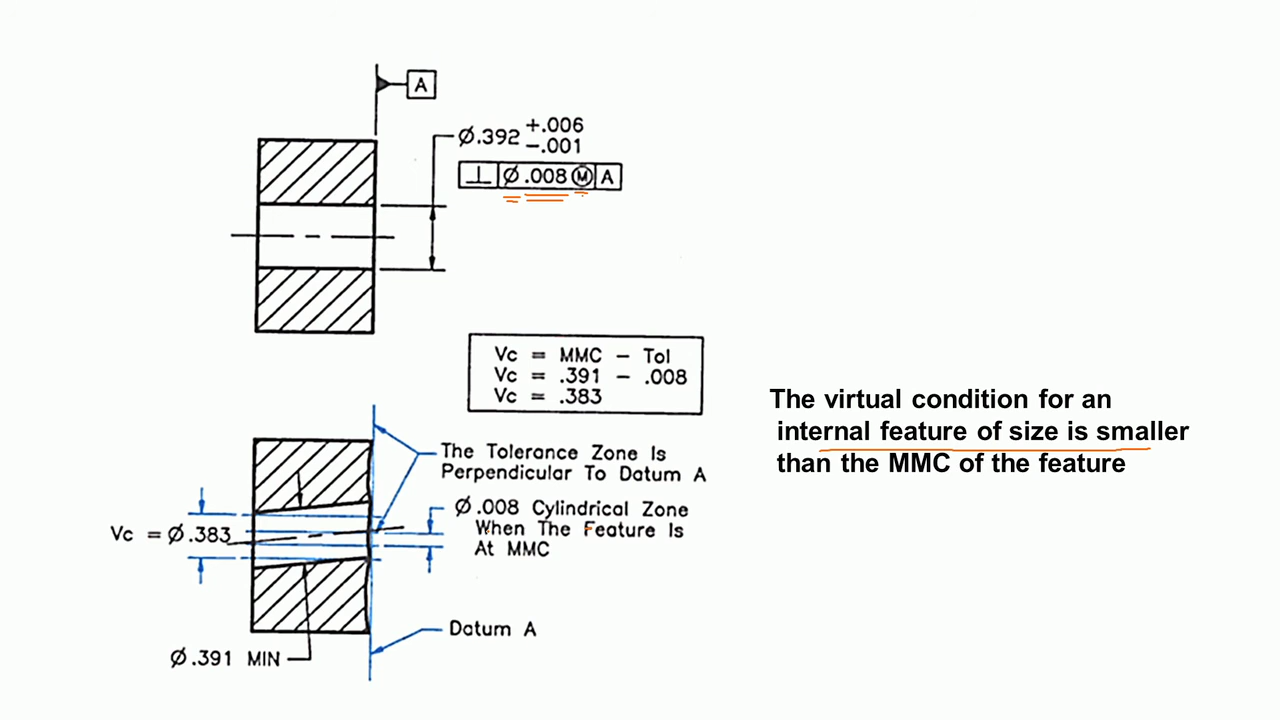 A
Ø.392 +.006
-.001
⊥ Ø.008 Ⓜ A
Vc = MMC - Tol
Vc = .391 - .008
Vc = .383
The virtual condition for an
internal feature of size is smaller
than the MMC of the feature
The Tolerance Zone Is
Perpendicular To Datum A
Ø.008 Cylindrical Zone
When The Feature Is
At MMC
Vc = Ø.383
Datum A
Ø.391 MIN